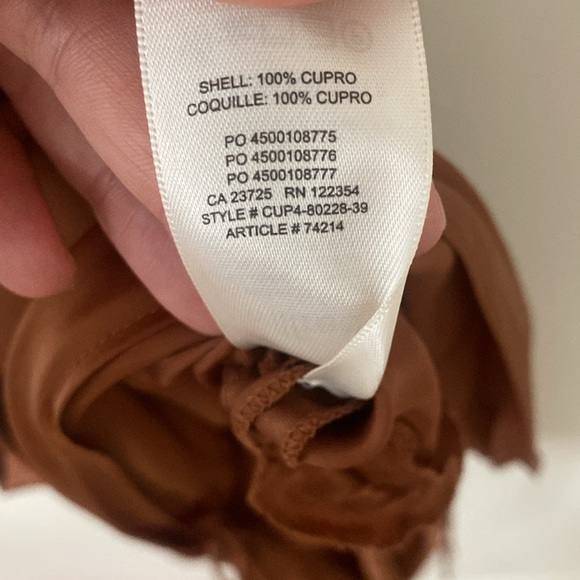 SHELL: 100% CUPRO
COQUILLE: 100% CUPRO
PO 4500108775
PO 4500108776
PO 4500108777
CA 23725 RN 122354
STYLE # CUP4-80228-39
ARTICLE # 74214